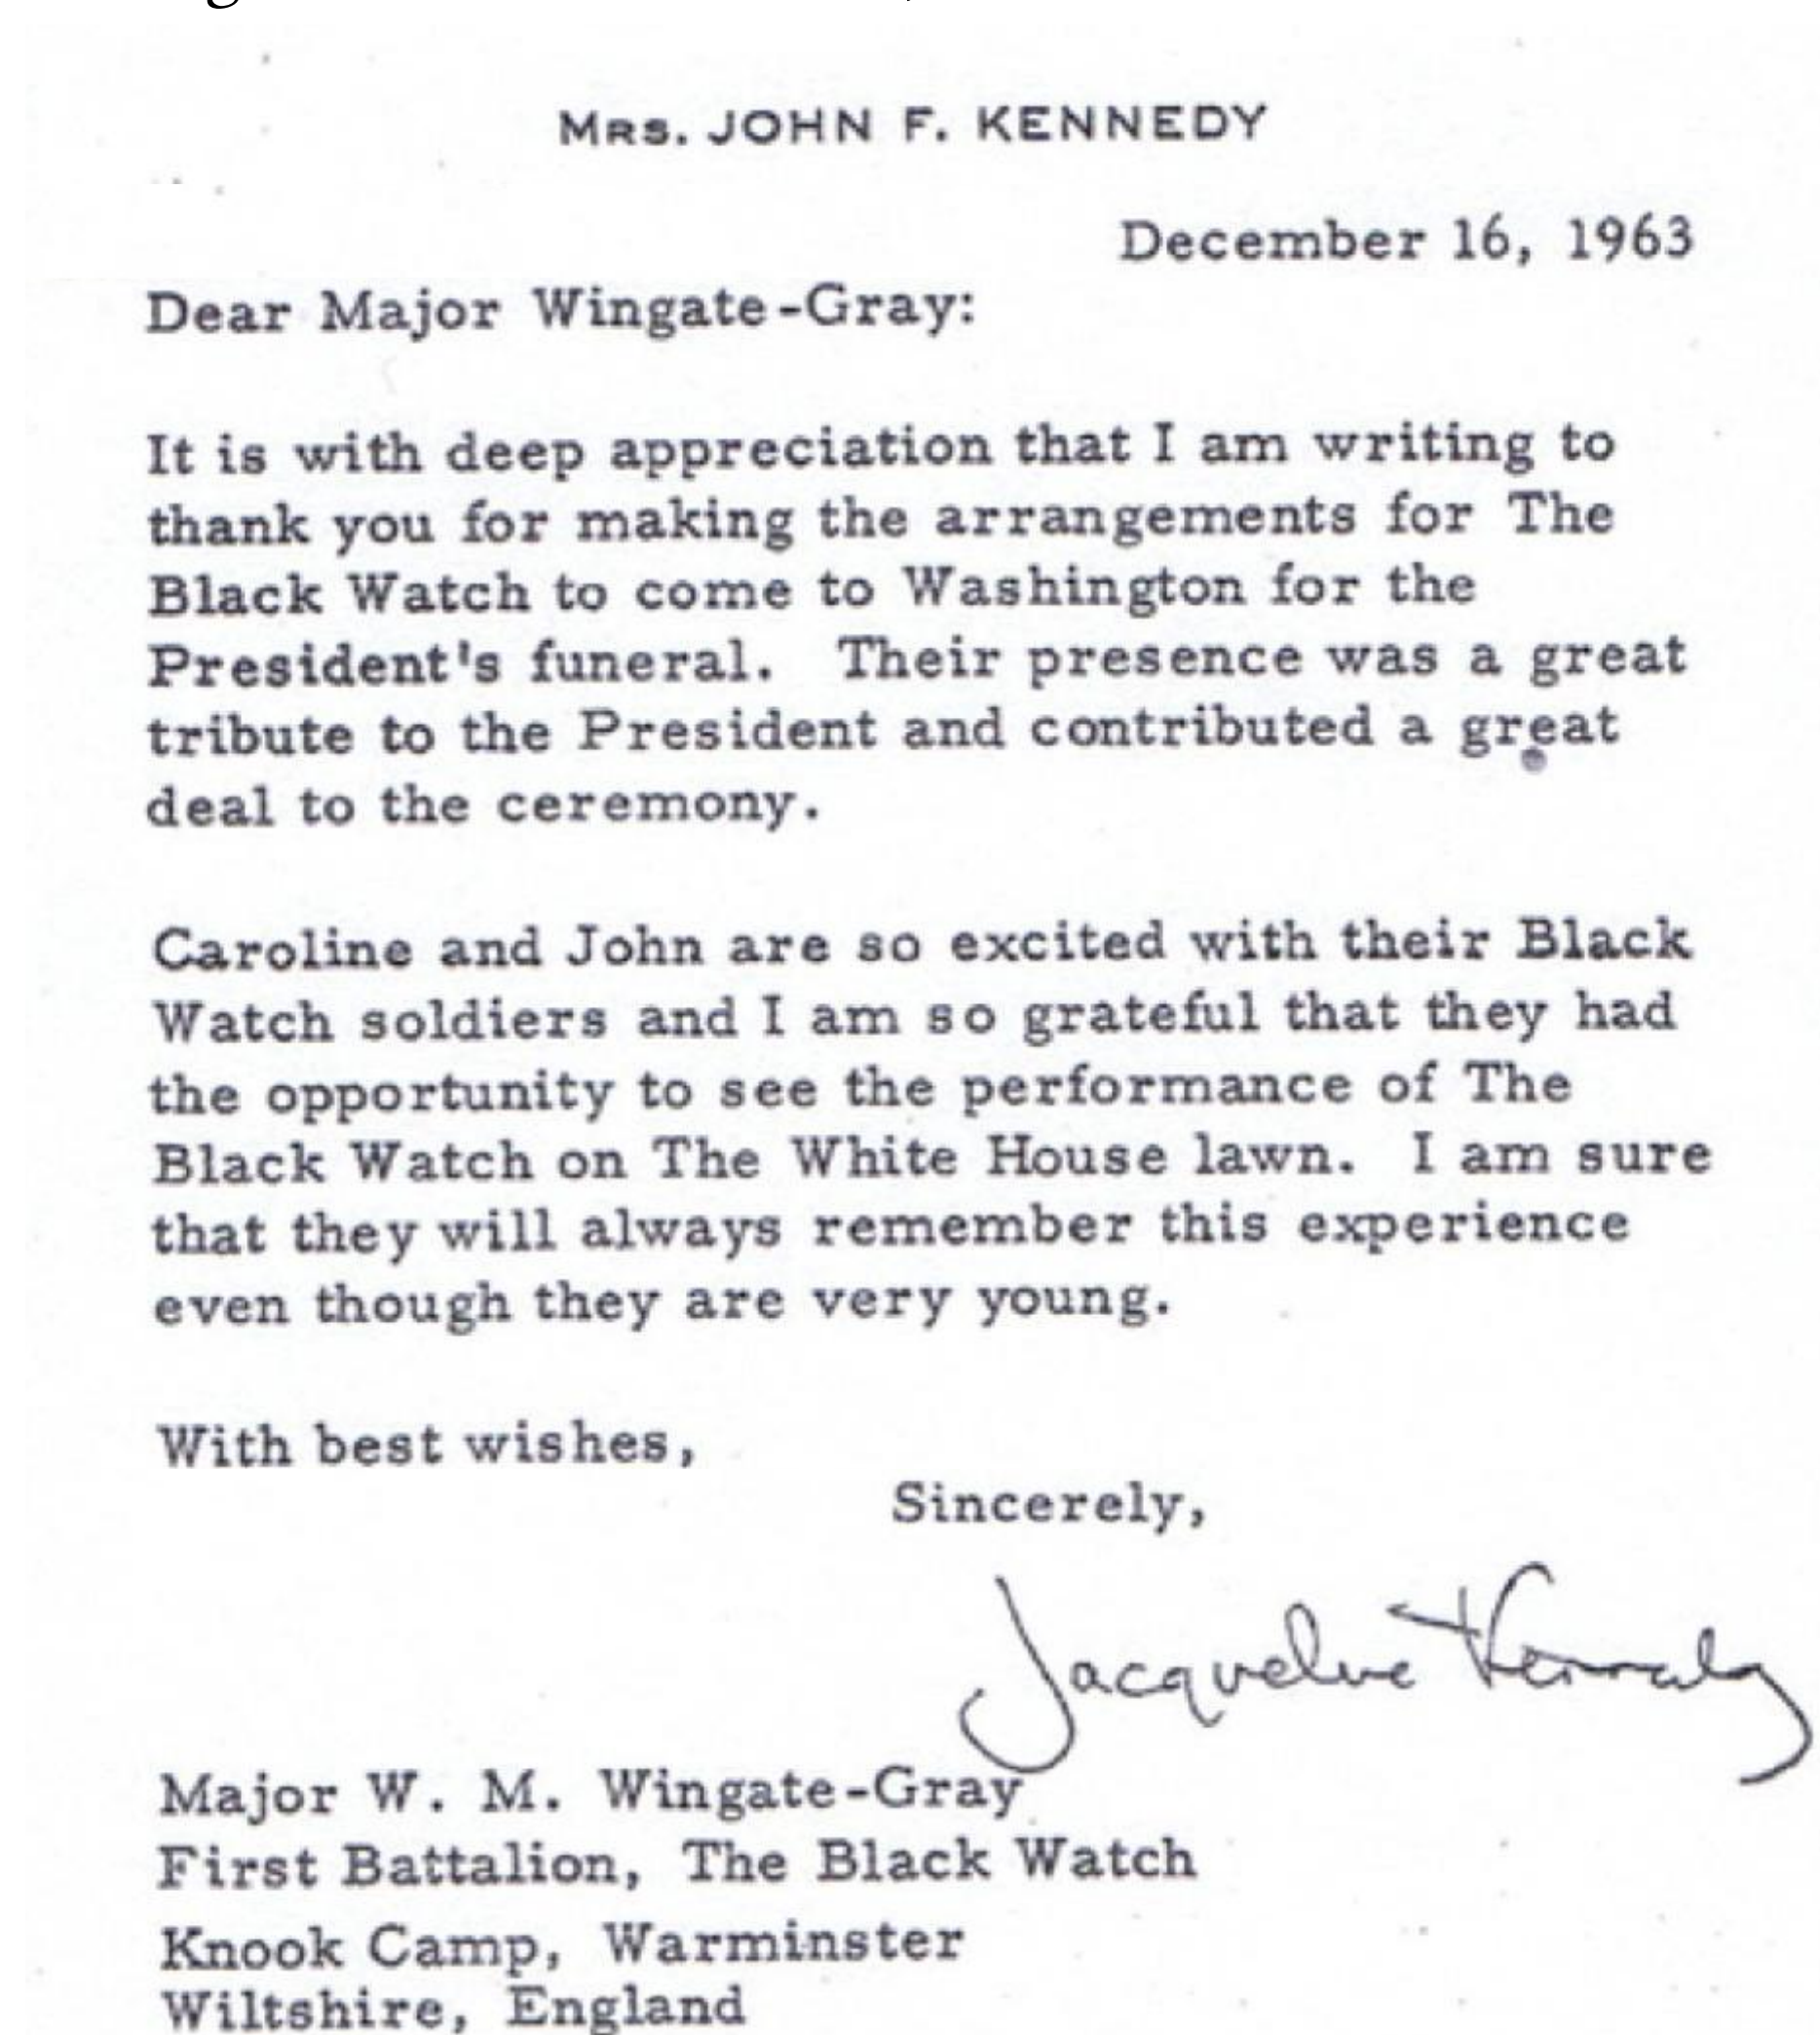 Mrs. JOHN F. KENNEDY
December 16, 1963
Dear Major Wingate-Gray:
It is with deep appreciation that I am writing to
thank you for making the arrangements for The
Black Watch to come to Washington for the
President's funeral. Their presence was a great
tribute to the President and contributed a great
deal to the ceremony.
Caroline and John are so excited with their Black
Watch soldiers and I am so grateful that they had
the opportunity to see the performance of The
Black Watch on The White House lawn. I am sure
that they will always remember this experience
even though they are very young.
With best wishes,
Sincerely,
Jacqueline Kennedy
Major W. M. Wingate-Gray
First Battalion, The Black Watch
Knook Camp, Warminster
Wiltshire, England